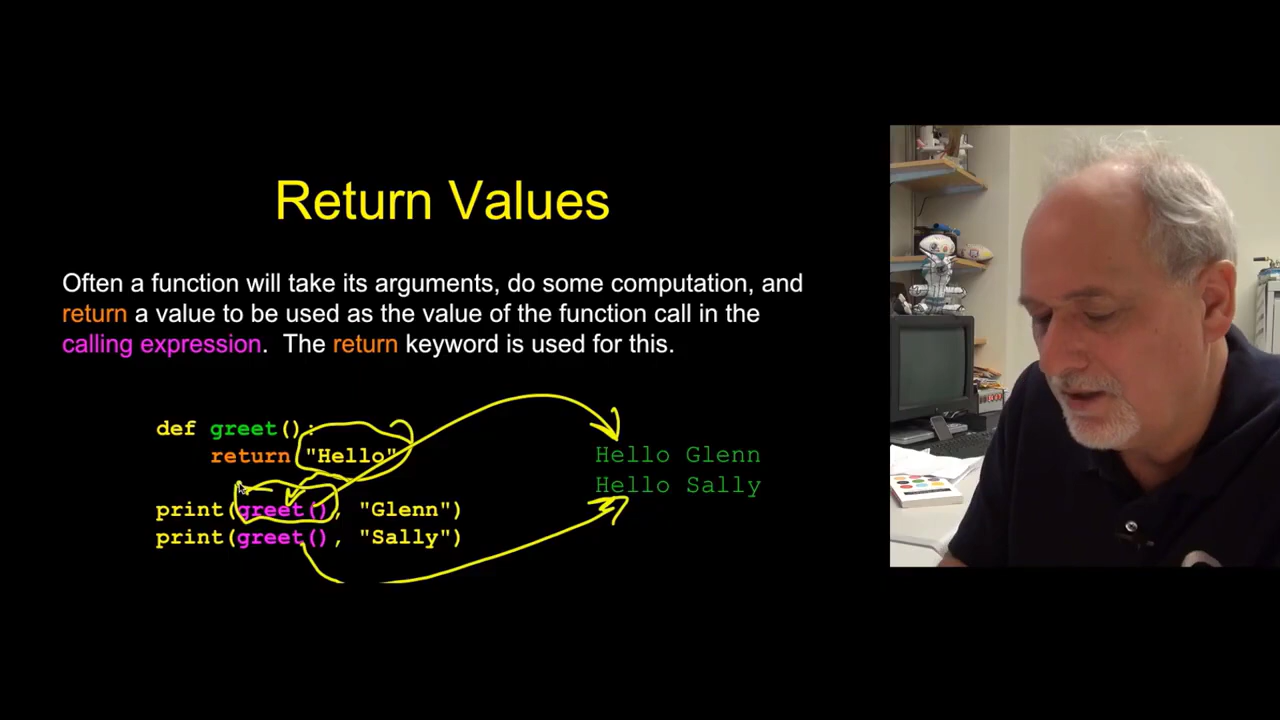 Return Values
Often a function will take its arguments, do some computation, and
return a value to be used as the value of the function call in the
calling expression.  The return keyword is used for this.
def greet():
    return "Hello"
print(greet(), "Glenn")
print(greet(), "Sally")
Hello Glenn
Hello Sally